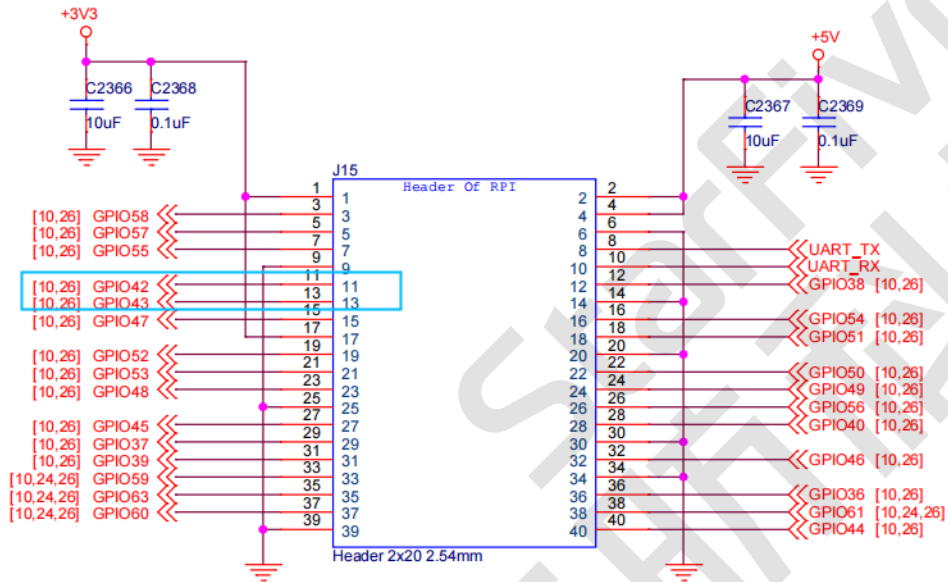 +3V3
+5V
C2366
C2368
10uF
0.1uF
C2367
C2369
10uF
0.1uF
J15
Header Of RPI
1 1 2 2
[10,26] GPIO58 3 3 4 4
[10,26] GPIO57 5 5 6 6
[10,26] GPIO55 7 7 8 8 UART_TX
9 9 10 10 UART_RX
[10,26] GPIO42 11 11 12 12 GPIO38 [10,26]
[10,26] GPIO43 13 13 14 14
[10,26] GPIO47 15 15 16 16 GPIO54 [10,26]
17 17 18 18 GPIO51 [10,26]
[10,26] GPIO52 19 19 20 20
[10,26] GPIO53 21 21 22 22 GPIO50 [10,26]
[10,26] GPIO48 23 23 24 24 GPIO49 [10,26]
25 25 26 26 GPIO56 [10,26]
[10,26] GPIO45 27 27 28 28 GPIO40 [10,26]
[10,26] GPIO37 29 29 30 30
[10,26] GPIO39 31 31 32 32 GPIO46 [10,26]
[10,24,26] GPIO59 33 33 34 34
[10,24,26] GPIO63 35 35 36 36 GPIO36 [10,26]
[10,24,26] GPIO60 37 37 38 38 GPIO61 [10,24,26]
39 39 40 40 GPIO44 [10,26]
Header 2x20 2.54mm
StarFive